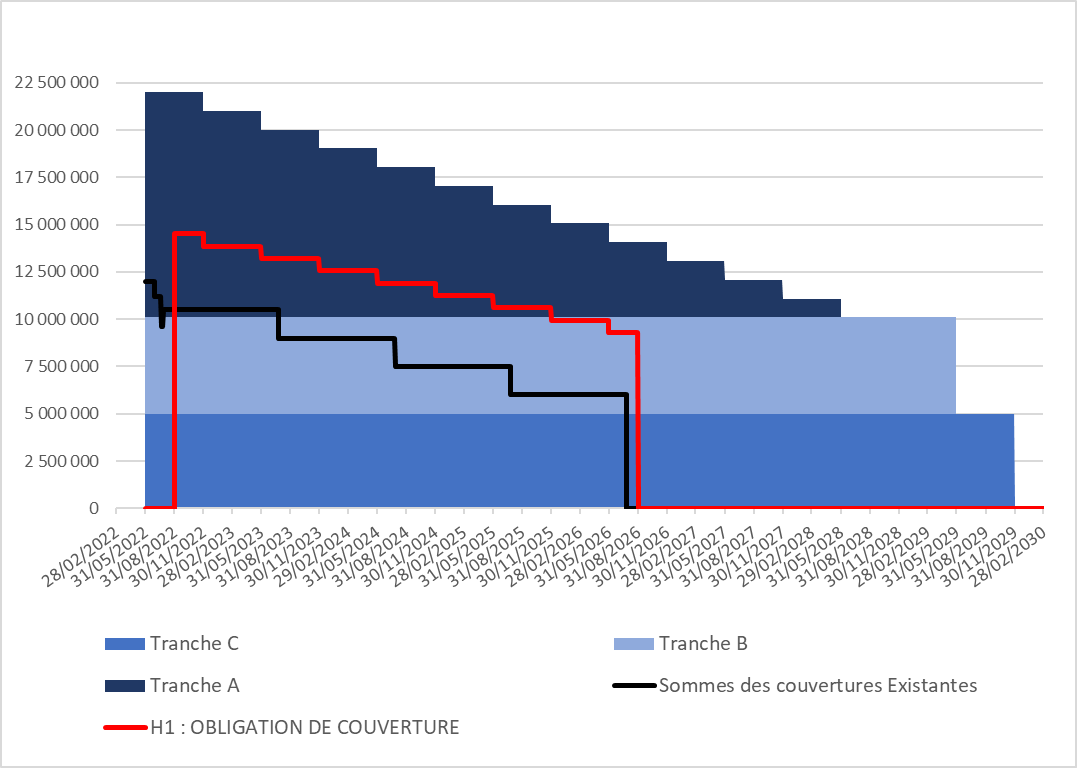 22 500 000
20 000 000
17 500 000
15 000 000
12 500 000
10 000 000
7 500 000
5 000 000
2 500 000
0
28/02/2022
31/05/2022
31/08/2022
30/11/2022
28/02/2023
31/05/2023
31/08/2023
30/11/2023
29/02/2024
31/05/2024
31/08/2024
30/11/2024
28/02/2025
31/05/2025
31/08/2025
30/11/2025
28/02/2026
31/05/2026
31/08/2026
30/11/2026
28/02/2027
31/05/2027
31/08/2027
30/11/2027
29/02/2028
31/05/2028
31/08/2028
30/11/2028
28/02/2029
31/05/2029
31/08/2029
30/11/2029
28/02/2030
Tranche C
Tranche B
Tranche A
Sommes des couvertures Existantes
H1 : OBLIGATION DE COUVERTURE